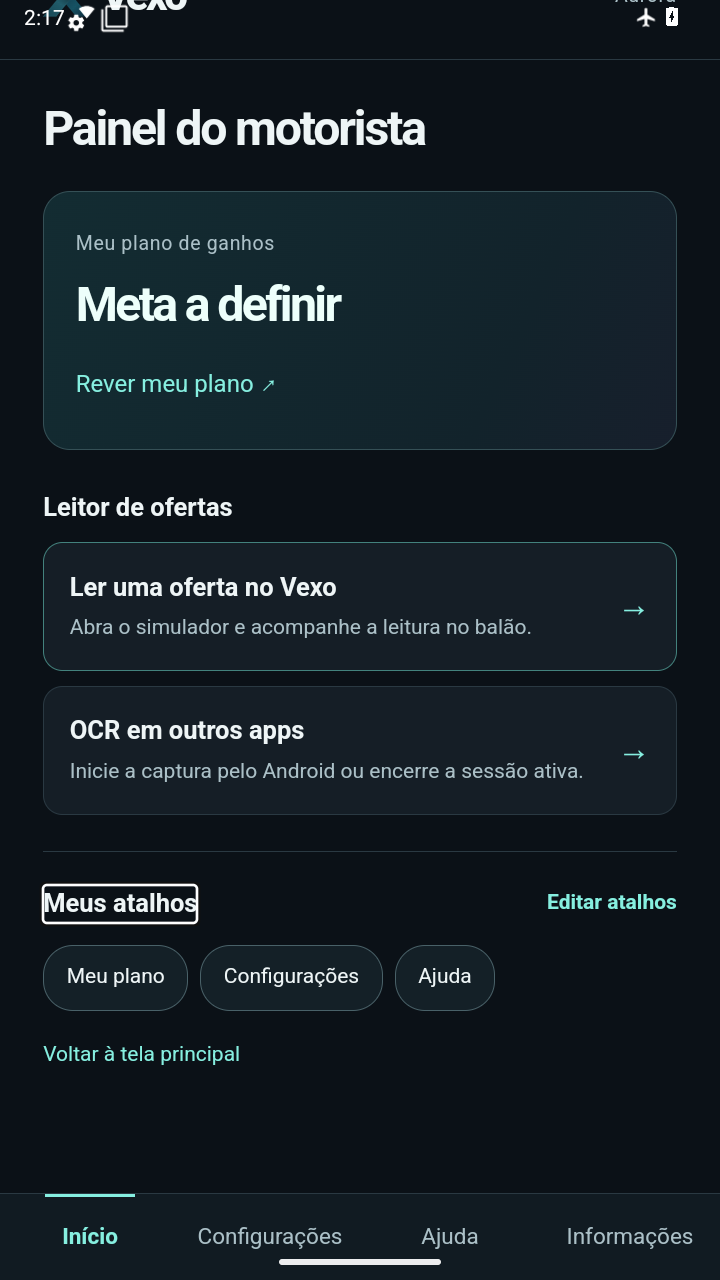 Vexo
2:17
Painel do motorista
Meu plano de ganhos
Meta a definir
Rever meu plano ↗
Leitor de ofertas
Ler uma oferta no Vexo
Abra o simulador e acompanhe a leitura no balão.
→
OCR em outros apps
Inicie a captura pelo Android ou encerre a sessão ativa.
→
Meus atalhos
Editar atalhos
Meu plano
Configurações
Ajuda
Voltar à tela principal
Início
Configurações
Ajuda
Informações